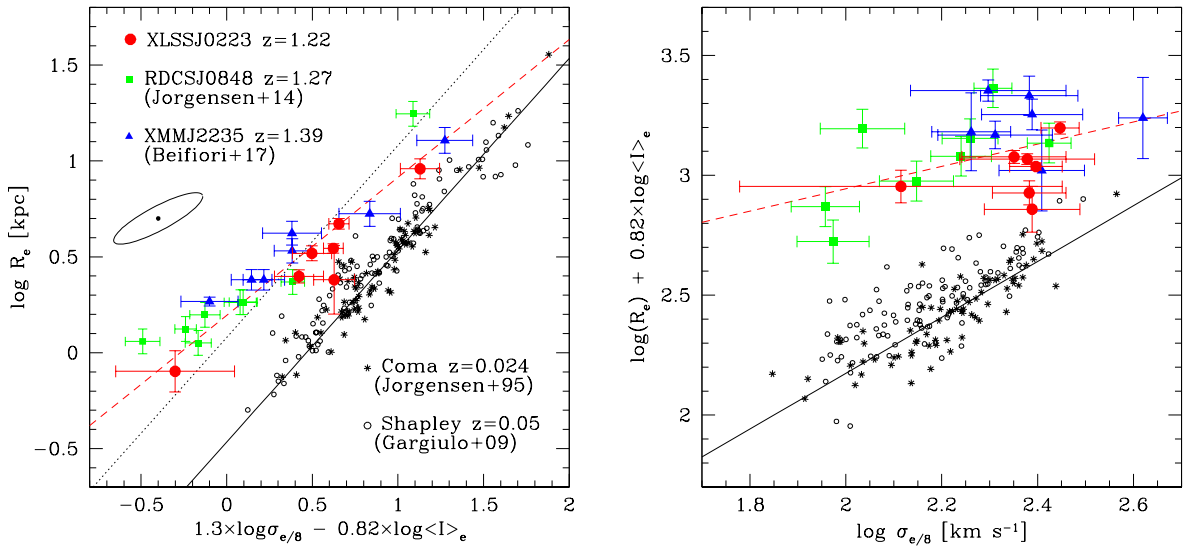 XLSSJ0223 z=1.22
RDCSJ0848 z=1.27
(Jorgensen+14)
XMMJ2235 z=1.39
(Beifiori+17)
Coma z=0.024
(Jorgensen+95)
Shapley z=0.05
(Gargiulo+09)
1.5
1
0.5
0
−0.5
log R_e [kpc]
−0.5 0 0.5 1 1.5 2
1.3×logσ_e/8 − 0.82×log<I>_e
3.5
3
2.5
2
log(R_e) + 0.82×log<I>_e
1.8 2 2.2 2.4 2.6
log σ_e/8 [km s⁻¹]